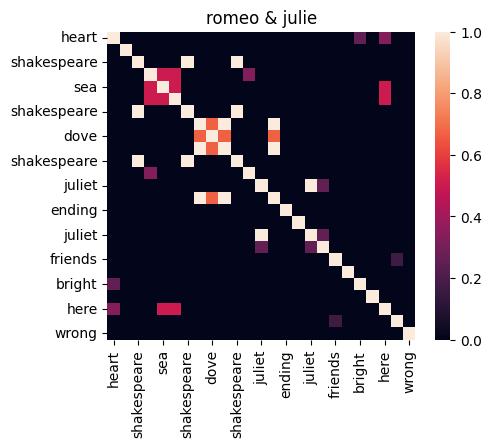 romeo & julie
heart
shakespeare
sea
shakespeare
dove
shakespeare
juliet
ending
juliet
friends
bright
here
wrong
1.0
0.8
0.6
0.4
0.2
0.0
heart
shakespeare
sea
shakespeare
dove
shakespeare
juliet
ending
juliet
friends
bright
here
wrong